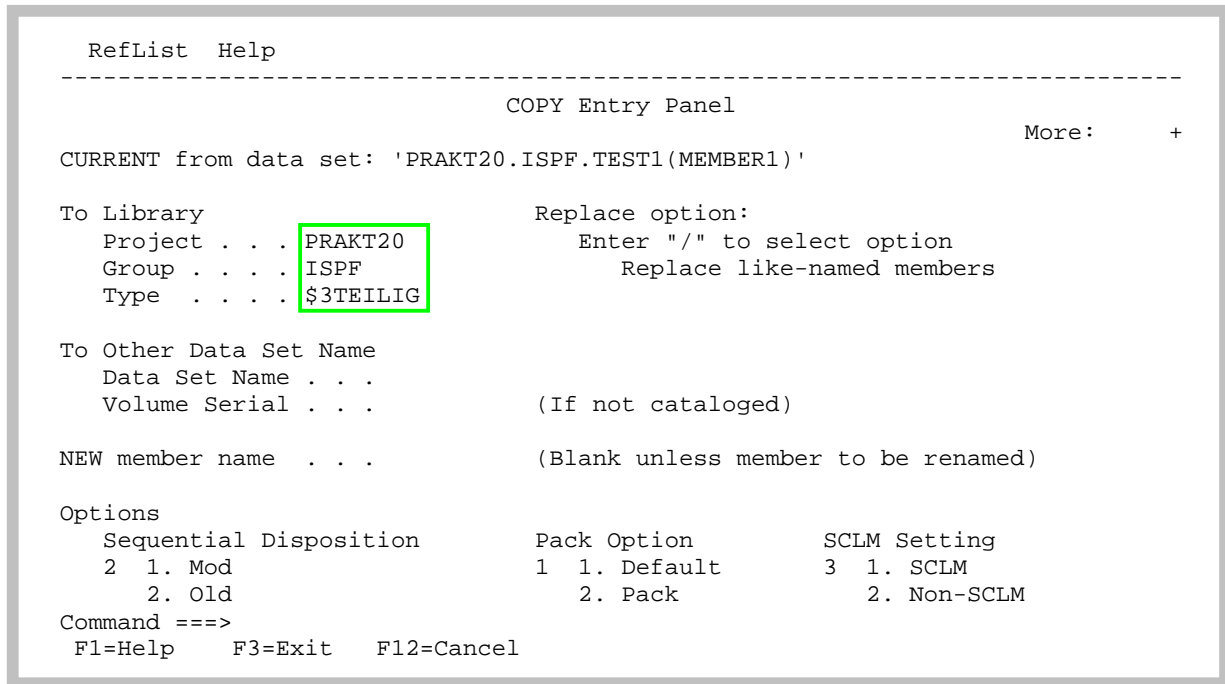 RefList  Help
-------------------------------------------------------------------------------
COPY Entry Panel
More:     +
CURRENT from data set: 'PRAKT20.ISPF.TEST1(MEMBER1)'
To Library                       Replace option:
Project . . . PRAKT20            Enter "/" to select option
Group . . . . ISPF               Replace like-named members
Type  . . . . $3TEILIG
To Other Data Set Name
Data Set Name . . .
Volume Serial . . .           (If not cataloged)
NEW member name  . . .           (Blank unless member to be renamed)
Options
Sequential Disposition        Pack Option         SCLM Setting
2  1. Mod                     1  1. Default       3  1. SCLM
2. Old                        2. Pack             2. Non-SCLM
Command ===>
F1=Help    F3=Exit   F12=Cancel